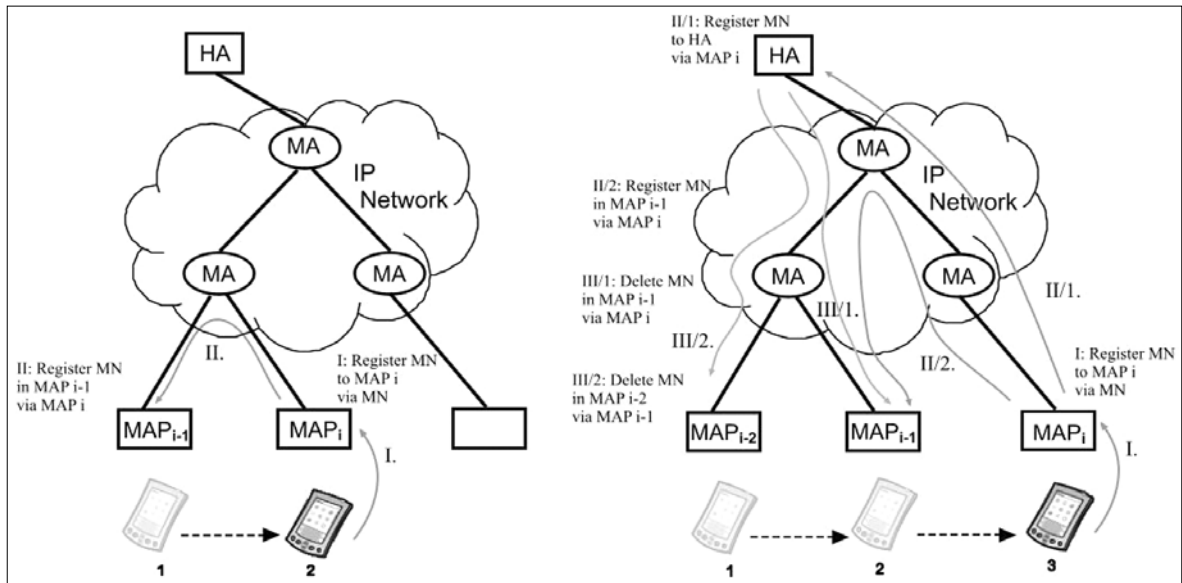 HA
MA
IP
Network
MA
MA
II.
II: Register MN
in MAP i-1
via MAP i
I: Register MN
to MAP i
via MN
MAPi-1
MAPi
I.
1
2
II/1: Register MN
to HA
via MAP i
HA
MA
IP
Network
II/2: Register MN
in MAP i-1
via MAP i
MA
MA
III/1: Delete MN
in MAP i-1
via MAP i
II/1.
III/1.
III/2.
II/2.
I: Register MN
to MAP i
via MN
III/2: Delete MN
in MAP i-2
via MAP i-1
MAPi-2
MAPi-1
MAPi
I.
1
2
3